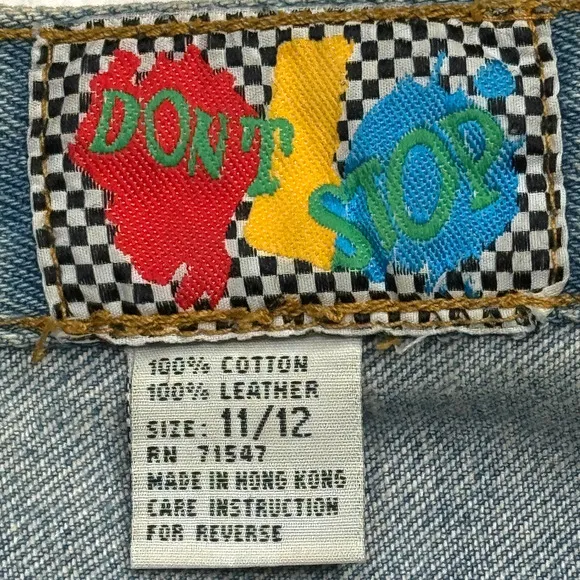 DON'T
STOP
100% COTTON
100% LEATHER
SIZE: 11/12
RN 71547
MADE IN HONG KONG
CARE INSTRUCTION
FOR REVERSE